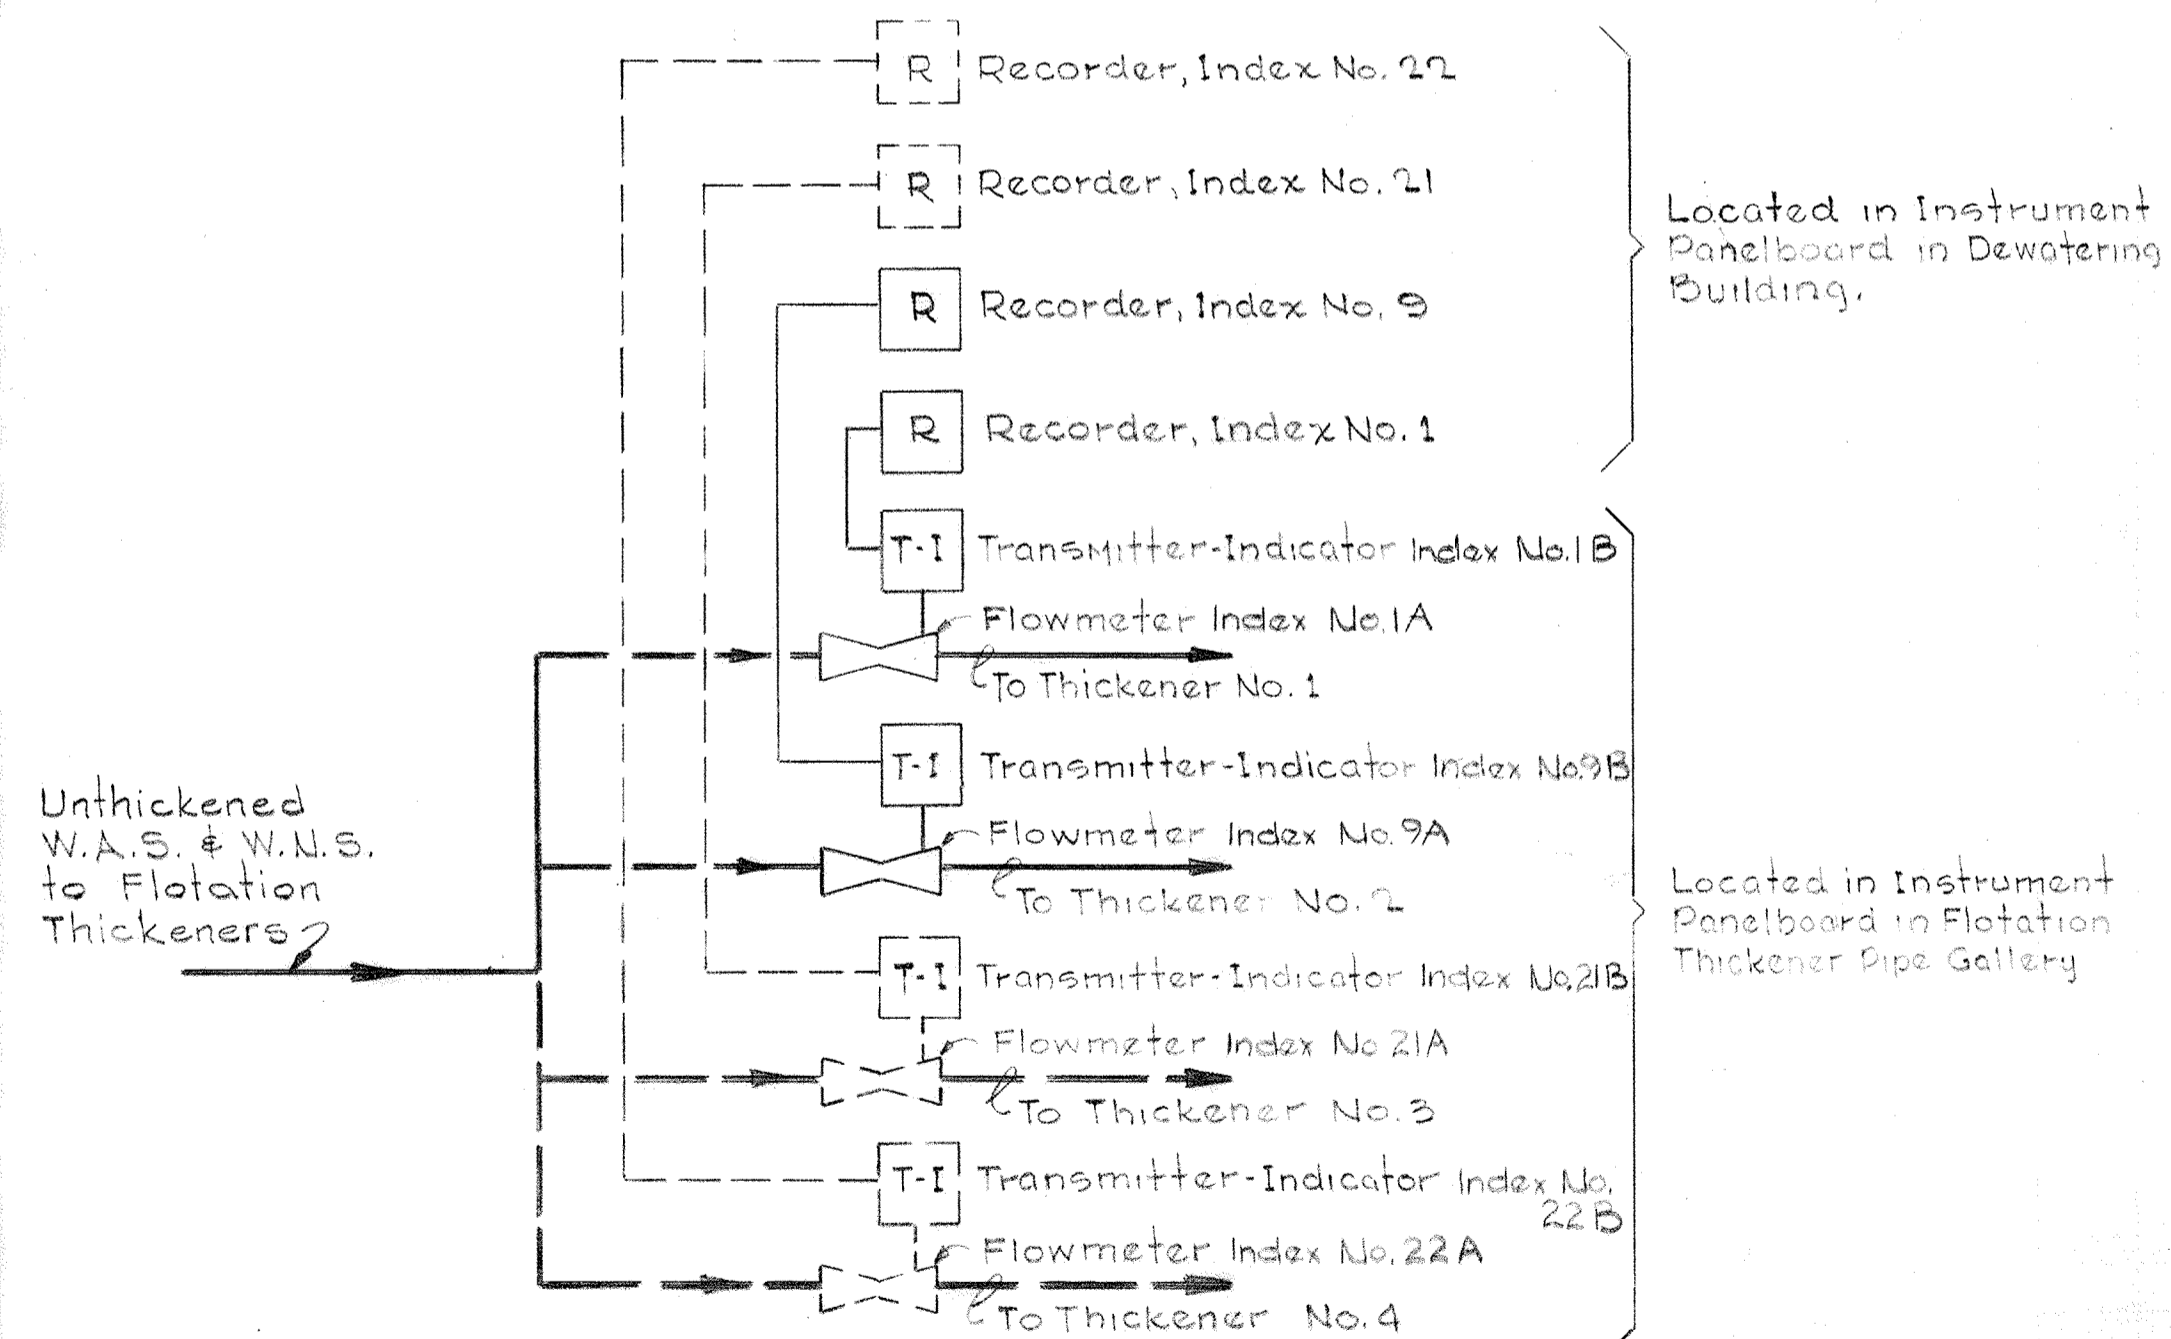 R Recorder, Index No. 22
R Recorder, Index No. 21
R Recorder, Index No. 9
R Recorder, Index No. 1
Located in Instrument
Panelboard in Dewatering
Building.
T-I Transmitter-Indicator Index No. 1B
Flowmeter Index No. 1A
To Thickener No. 1
T-I Transmitter-Indicator Index No. 9B
Flowmeter Index No. 9A
To Thickener No. 2
Unthickened
W.A.S. & W.N.S.
to Flotation
Thickeners
T-I Transmitter-Indicator Index No. 21B
Flowmeter Index No 21A
To Thickener No. 3
T-I Transmitter-Indicator Index No.
22B
Flowmeter Index No. 22A
To Thickener No. 4
Located in Instrument
Panelboard in Flotation
Thickener Pipe Gallery